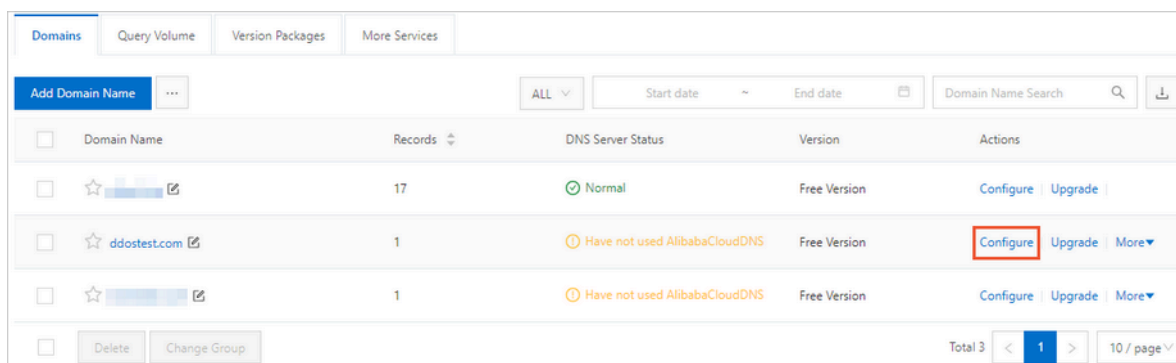 Domains Query Volume Version Packages More Services
Add Domain Name ... ALL Start date ~ End date Domain Name Search
Domain Name Records DNS Server Status Version Actions
17 Normal Free Version Configure Upgrade
ddostest.com 1 Have not used AlibabaCloudDNS Free Version Configure Upgrade More
1 Have not used AlibabaCloudDNS Free Version Configure Upgrade More
Delete Change Group Total 3 < 1 > 10 / page